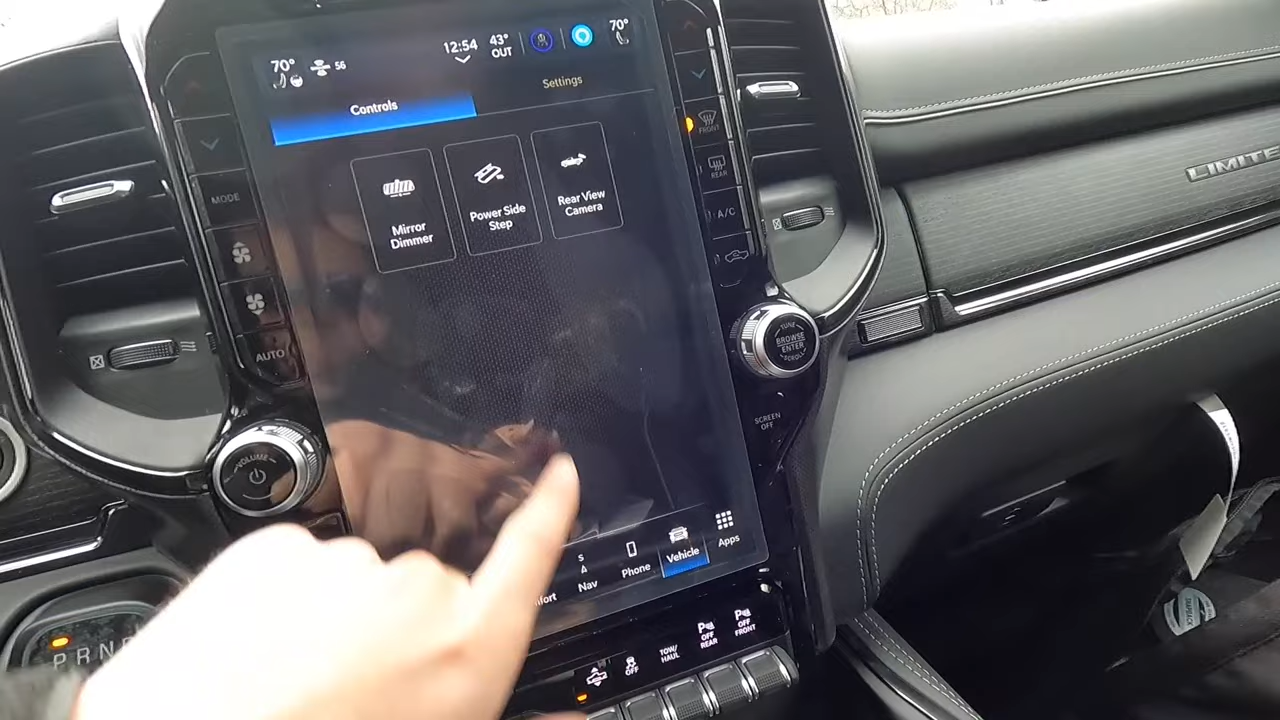 70°
56
12:54
43°
OUT
70°
Controls
Settings
Mirror
Dimmer
Power Side
Step
Rear View
Camera
MODE
AUTO
VOLUME
FRONT
REAR
A/C
TUNE
BROWSE
ENTER
SCROLL
SCREEN
OFF
Nav
Phone
Vehicle
Apps
PRN
OFF
TOW/
HAUL
P
OFF
REAR
P
OFF
FRONT